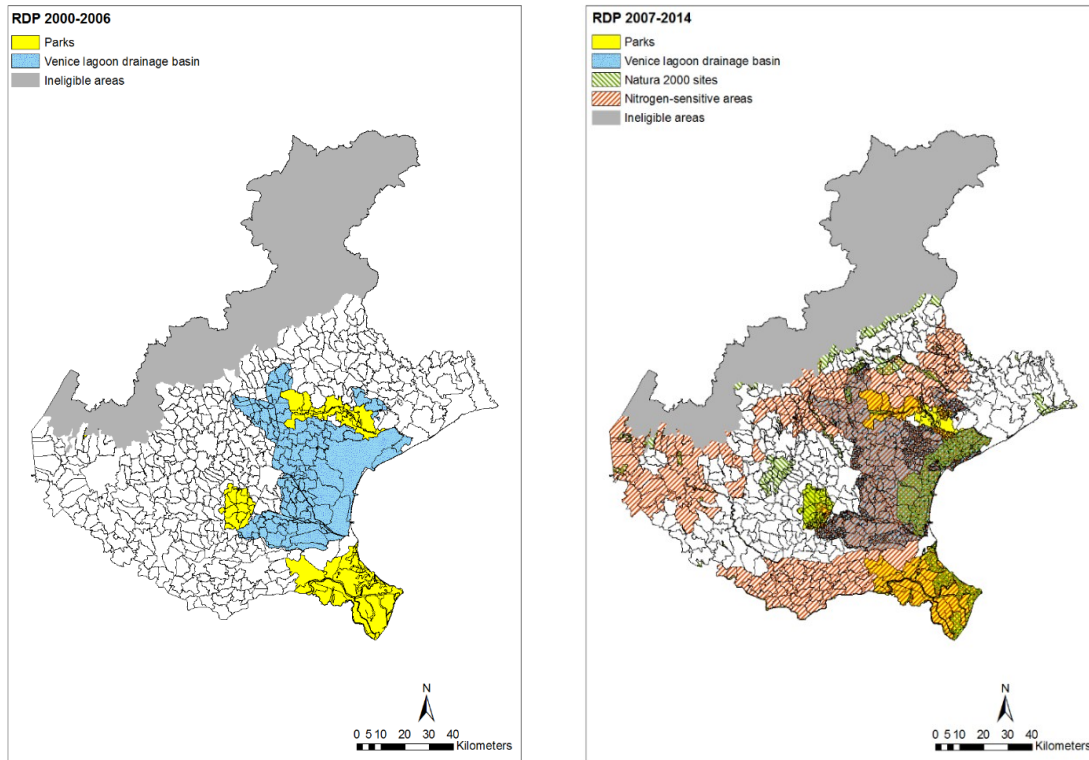 RDP 2000-2006
Parks
Venice lagoon drainage basin
Ineligible areas
N
0 5 10 20 30 40
Kilometers
RDP 2007-2014
Parks
Venice lagoon drainage basin
Natura 2000 sites
Nitrogen-sensitive areas
Ineligible areas
N
0 5 10 20 30 40
Kilometers